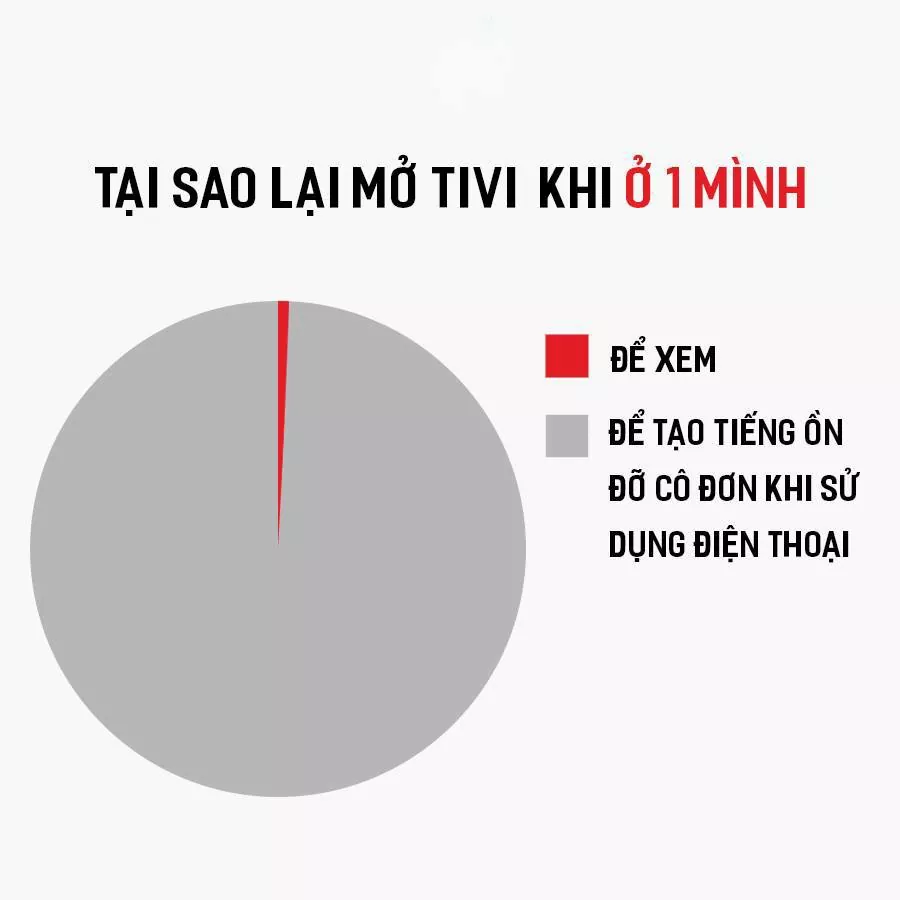 TẠI SAO LẠI MỞ TIVI KHI Ở 1 MÌNH
ĐỂ XEM
ĐỂ TẠO TIẾNG ỒN
ĐỠ CÔ ĐƠN KHI SỬ
DỤNG ĐIỆN THOẠI